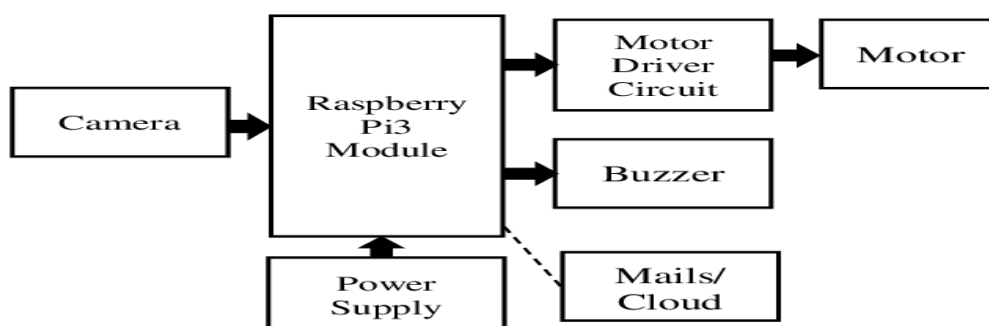 Camera
Raspberry
Pi3
Module
Motor
Driver
Circuit
Motor
Buzzer
Power
Supply
Mails/
Cloud